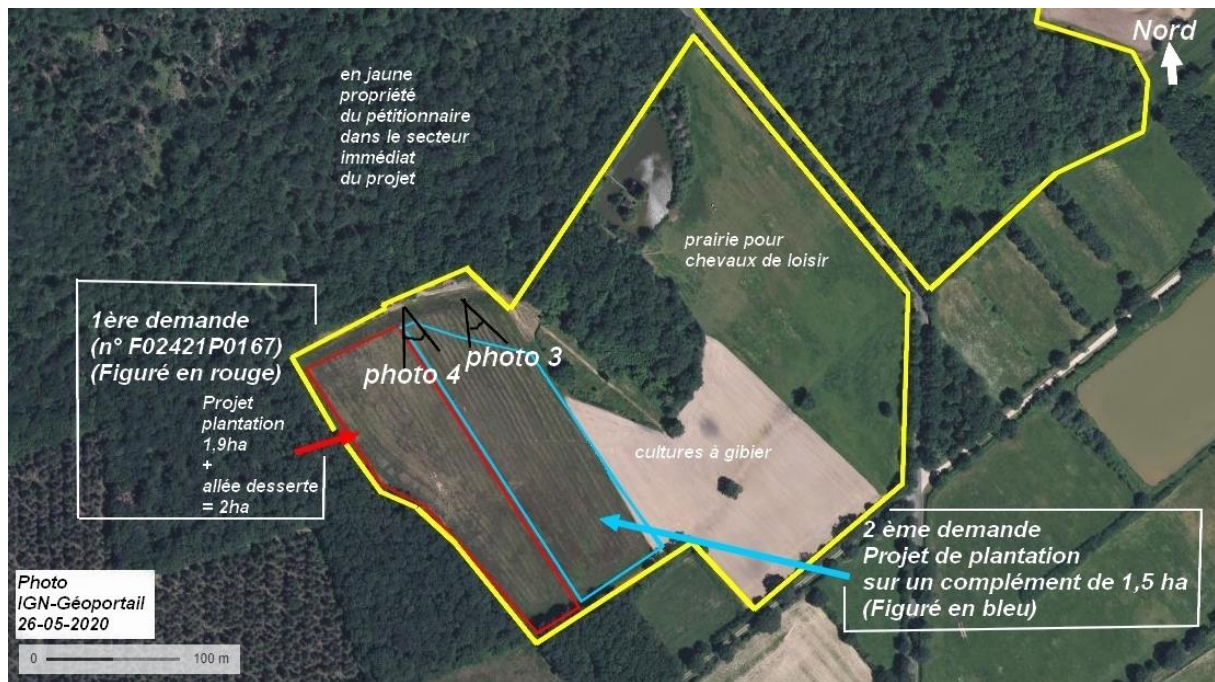 Nord
en jaune
propriété
du pétitionnaire
dans le secteur
immédiat
du projet
prairie pour
chevaux de loisir
1ère demande
(n° F02421P0167)
(Figuré en rouge)
photo 3
photo 4
Projet
plantation
1,9ha
+
allée desserte
= 2ha
cultures à gibier
2 ème demande
Projet de plantation
sur un complément de 1,5 ha
(Figuré en bleu)
Photo
IGN-Géoportail
26-05-2020
0 100 m